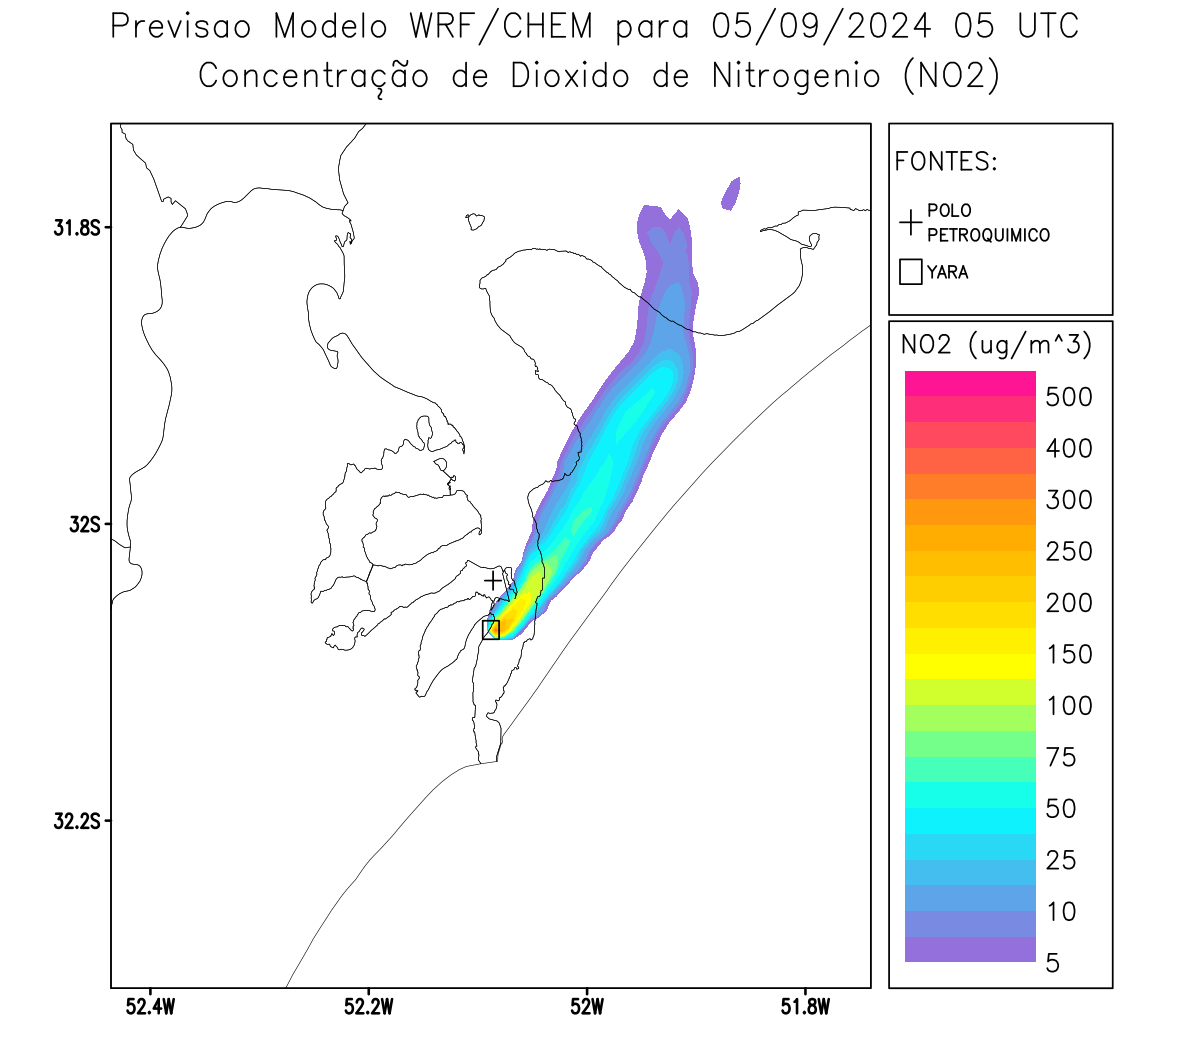 Previsao Modelo WRF/CHEM para 05/09/2024 05 UTC
Concentração de Dioxido de Nitrogenio (NO2)
FONTES:
POLO
PETROQUIMICO
YARA
NO2 (ug/m^3)
500
400
300
250
200
150
100
75
50
25
10
5
31.8S
32S
32.2S
52.4W
52.2W
52W
51.8W